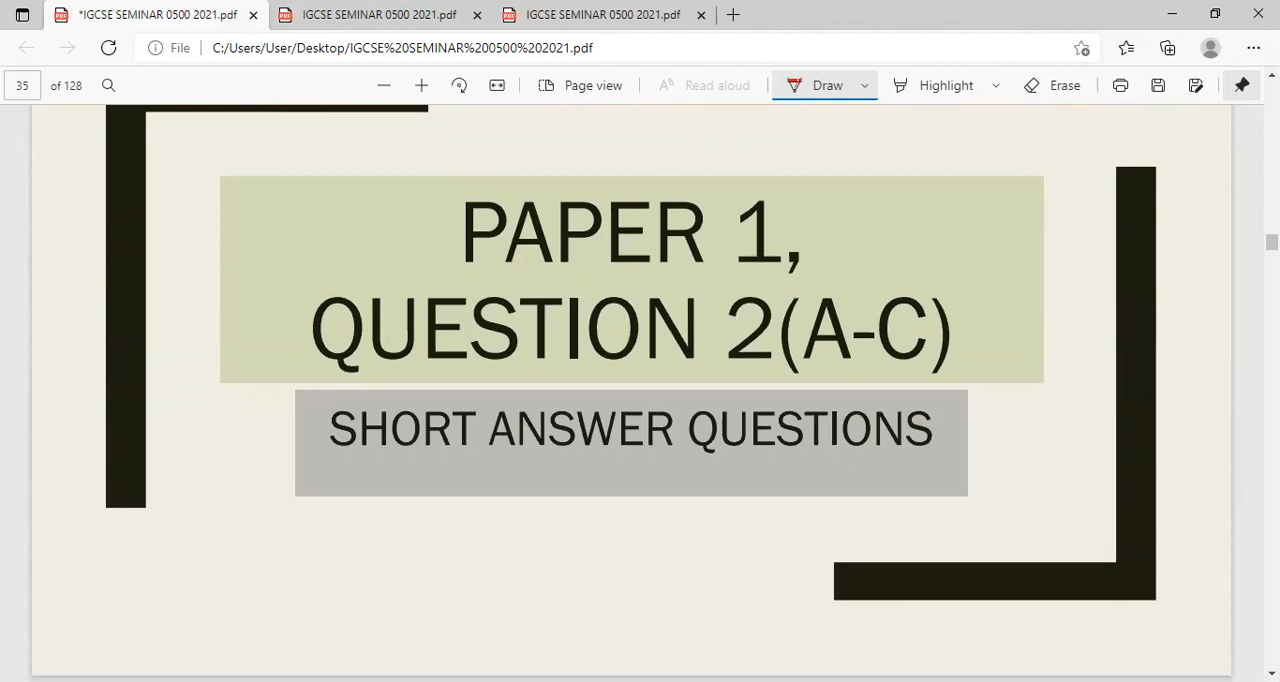 *IGCSE SEMINAR 0500 2021.pdf
IGCSE SEMINAR 0500 2021.pdf
IGCSE SEMINAR 0500 2021.pdf
File
C:/Users/User/Desktop/IGCSE%20SEMINAR%200500%202021.pdf
35 of 128
Page view
Read aloud
Draw
Highlight
Erase
PAPER 1,
QUESTION 2(A-C)
SHORT ANSWER QUESTIONS